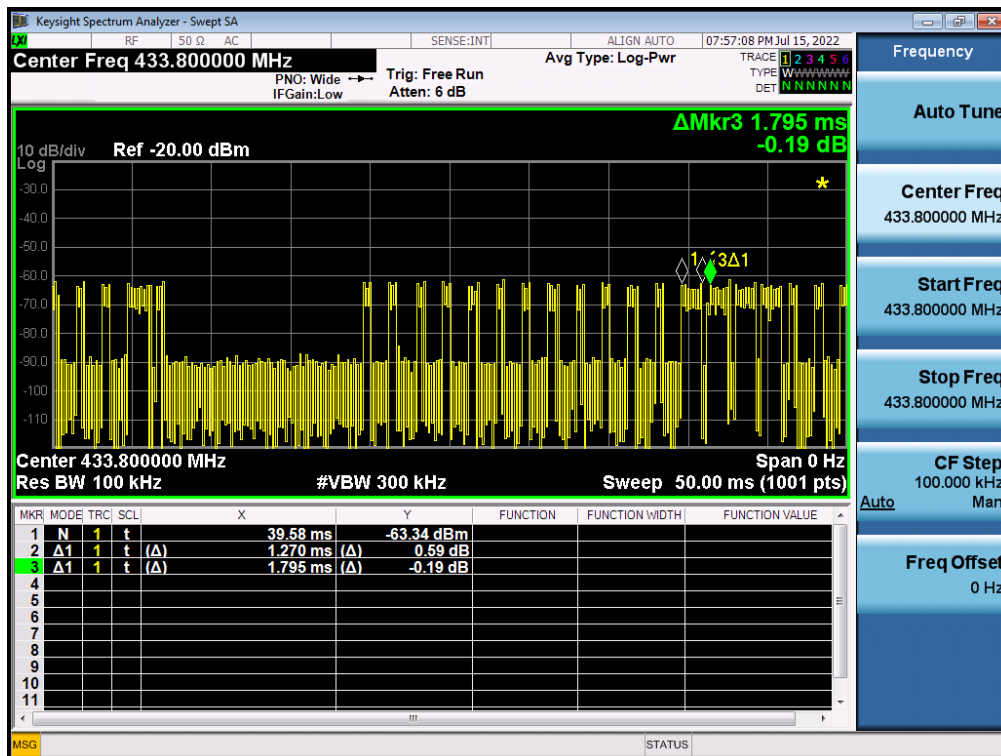 Keysight Spectrum Analyzer - Swept SA
LXI RF 50 Ω AC SENSE:INT ALIGN AUTO 07:57:08 PM Jul 15, 2022
Center Freq 433.800000 MHz
PNO: Wide
IFGain:Low
Trig: Free Run
Atten: 6 dB
Avg Type: Log-Pwr
TRACE 1 2 3 4 5 6
TYPE W
DET N N N N N N
ΔMkr3 1.795 ms
-0.19 dB
10 dB/div Ref -20.00 dBm
Log
-30.0
-40.0
-50.0
-60.0
-70.0
-80.0
-90.0
-100
-110
1 3Δ1
*
Center 433.800000 MHz Span 0 Hz
Res BW 100 kHz #VBW 300 kHz Sweep 50.00 ms (1001 pts)
MKR MODE TRC SCL X Y FUNCTION FUNCTION WIDTH FUNCTION VALUE
1 N 1 t 39.58 ms -63.34 dBm
2 Δ1 1 t (Δ) 1.270 ms (Δ) 0.59 dB
3 Δ1 1 t (Δ) 1.795 ms (Δ) -0.19 dB
4
5
6
7
8
9
10
11
MSG STATUS
Frequency
Auto Tune
Center Freq
433.800000 MHz
Start Freq
433.800000 MHz
Stop Freq
433.800000 MHz
CF Step
100.000 kHz
Auto Man
Freq Offset
0 Hz